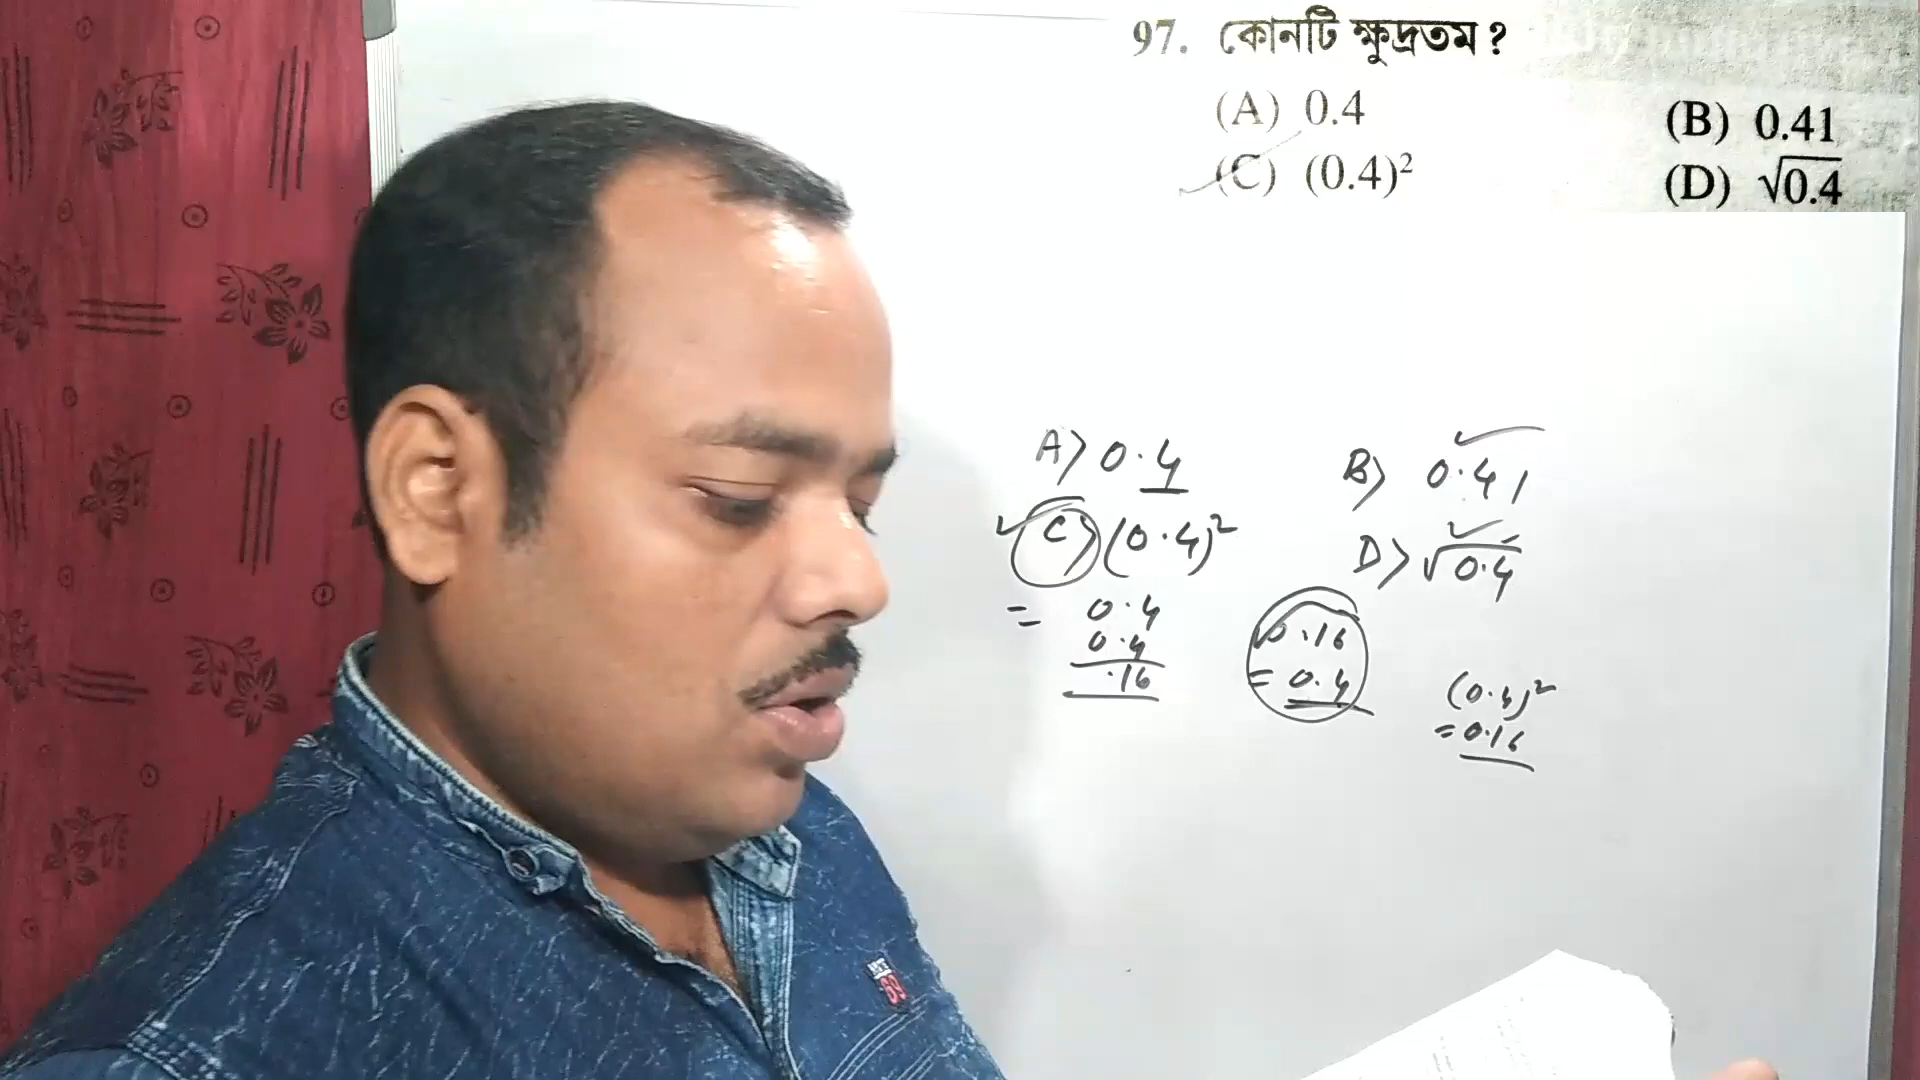 97. কোনটি ক্ষুদ্রতম ?
(A) 0.4 (B) 0.41
(C) (0.4)² (D) √0.4
A) 0.4 B) 0.41
C) (0.4)² D) √0.4
= 0.4
0.4
.16
√0.16
= 0.4
(0.4)²
= 0.16
69